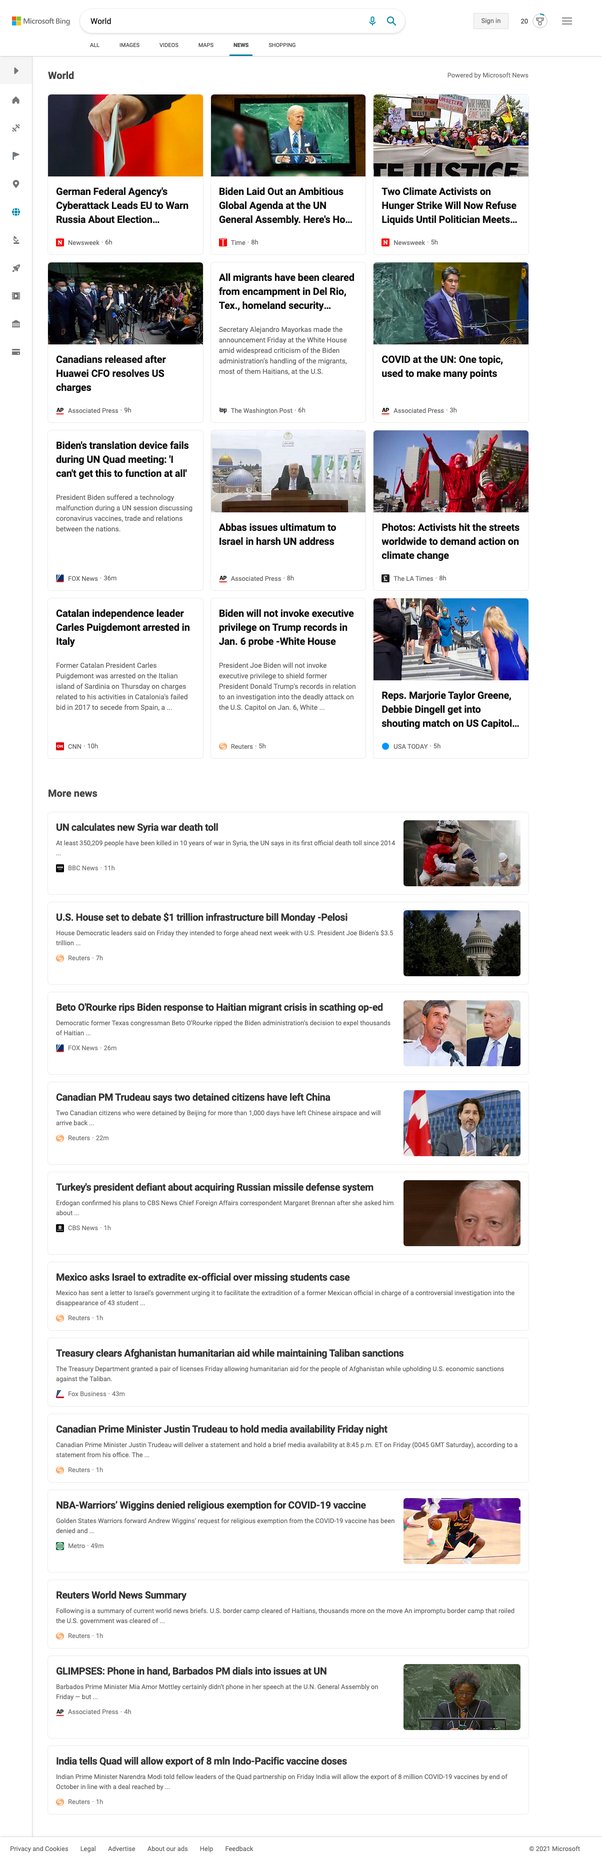 Microsoft Bing
World
Sign in
20
ALL
IMAGES
VIDEOS
MAPS
NEWS
SHOPPING
World
Powered by Microsoft News
German Federal Agency's
Cyberattack Leads EU to Warn
Russia About Election...
Newsweek · 6h
Biden Laid Out an Ambitious
Global Agenda at the UN
General Assembly. Here's Ho...
Time · 8h
TE JUSTICE
Two Climate Activists on
Hunger Strike Will Now Refuse
Liquids Until Politician Meets...
Newsweek · 5h
Canadians released after
Huawei CFO resolves US
charges
Associated Press · 9h
All migrants have been cleared
from encampment in Del Rio,
Tex., homeland security...
Secretary Alejandro Mayorkas made the
announcement Friday at the White House
amid widespread criticism of the Biden
administration's handling of the migrants,
most of them Haitians, at the U.S.
The Washington Post · 6h
COVID at the UN: One topic,
used to make many points
Associated Press · 3h
Biden's translation device fails
during UN Quad meeting: 'I
can't get this to function at all'
President Biden suffered a technology
malfunction during a UN session discussing
coronavirus vaccines, trade and relations
between the nations.
FOX News · 36m
Abbas issues ultimatum to
Israel in harsh UN address
Associated Press · 8h
Photos: Activists hit the streets
worldwide to demand action on
climate change
The LA Times · 8h
Catalan independence leader
Carles Puigdemont arrested in
Italy
Former Catalan President Carles
Puigdemont was arrested on the Italian
island of Sardinia on Thursday on charges
related to his activities in Catalonia's failed
bid in 2017 to secede from Spain, a ...
CNN · 10h
Biden will not invoke executive
privilege on Trump records in
Jan. 6 probe -White House
President Joe Biden will not invoke
executive privilege to shield former
President Donald Trump's records in relation
to an investigation into the deadly attack on
the U.S. Capitol on Jan. 6, White ...
Reuters · 5h
Reps. Marjorie Taylor Greene,
Debbie Dingell get into
shouting match on US Capitol...
USA TODAY · 5h
More news
UN calculates new Syria war death toll
At least 350,209 people have been killed in 10 years of war in Syria, the UN says in its first official death toll since 2014
...
BBC News · 11h
U.S. House set to debate $1 trillion infrastructure bill Monday -Pelosi
House Democratic leaders said on Friday they intended to forge ahead next week with U.S. President Joe Biden's $3.5
trillion ...
Reuters · 7h
Beto O'Rourke rips Biden response to Haitian migrant crisis in scathing op-ed
Democratic former Texas congressman Beto O'Rourke ripped the Biden administration's decision to expel thousands
of Haitian ...
FOX News · 26m
Canadian PM Trudeau says two detained citizens have left China
Two Canadian citizens who were detained by Beijing for more than 1,000 days have left Chinese airspace and will
arrive back ...
Reuters · 22m
Turkey's president defiant about acquiring Russian missile defense system
Erdogan confirmed his plans to CBS News Chief Foreign Affairs correspondent Margaret Brennan after she asked him
about ...
CBS News · 1h
Mexico asks Israel to extradite ex-official over missing students case
Mexico has sent a letter to Israel's government urging it to facilitate the extradition of a former Mexican official in charge of a controversial investigation into the
disappearance of 43 student ...
Reuters · 1h
Treasury clears Afghanistan humanitarian aid while maintaining Taliban sanctions
The Treasury Department granted a pair of licenses Friday allowing humanitarian aid for the people of Afghanistan while upholding U.S. economic sanctions
against the Taliban.
Fox Business · 43m
Canadian Prime Minister Justin Trudeau to hold media availability Friday night
Canadian Prime Minister Justin Trudeau will deliver a statement and hold a brief media availability at 8:45 p.m. ET on Friday (0045 GMT Saturday), according to a
statement from his office. The ...
Reuters · 1h
NBA-Warriors' Wiggins denied religious exemption for COVID-19 vaccine
Golden States Warriors forward Andrew Wiggins' request for religious exemption from the COVID-19 vaccine has been
denied and ...
Metro · 49m
Reuters World News Summary
Following is a summary of current world news briefs. U.S. border camp cleared of Haitians, thousands more on the move An impromptu border camp that roiled
the U.S. government was cleared of ...
Reuters · 1h
GLIMPSES: Phone in hand, Barbados PM dials into issues at UN
Barbados Prime Minister Mia Amor Mottley certainly didn't phone in her speech at the U.N. General Assembly on
Friday — but ...
Associated Press · 4h
India tells Quad will allow export of 8 mln Indo-Pacific vaccine doses
Indian Prime Minister Narendra Modi told fellow leaders of the Quad partnership on Friday India will allow the export of 8 million COVID-19 vaccines by end of
October in line with a deal reached by ...
Reuters · 1h
Privacy and Cookies
Legal
Advertise
About our ads
Help
Feedback
© 2021 Microsoft